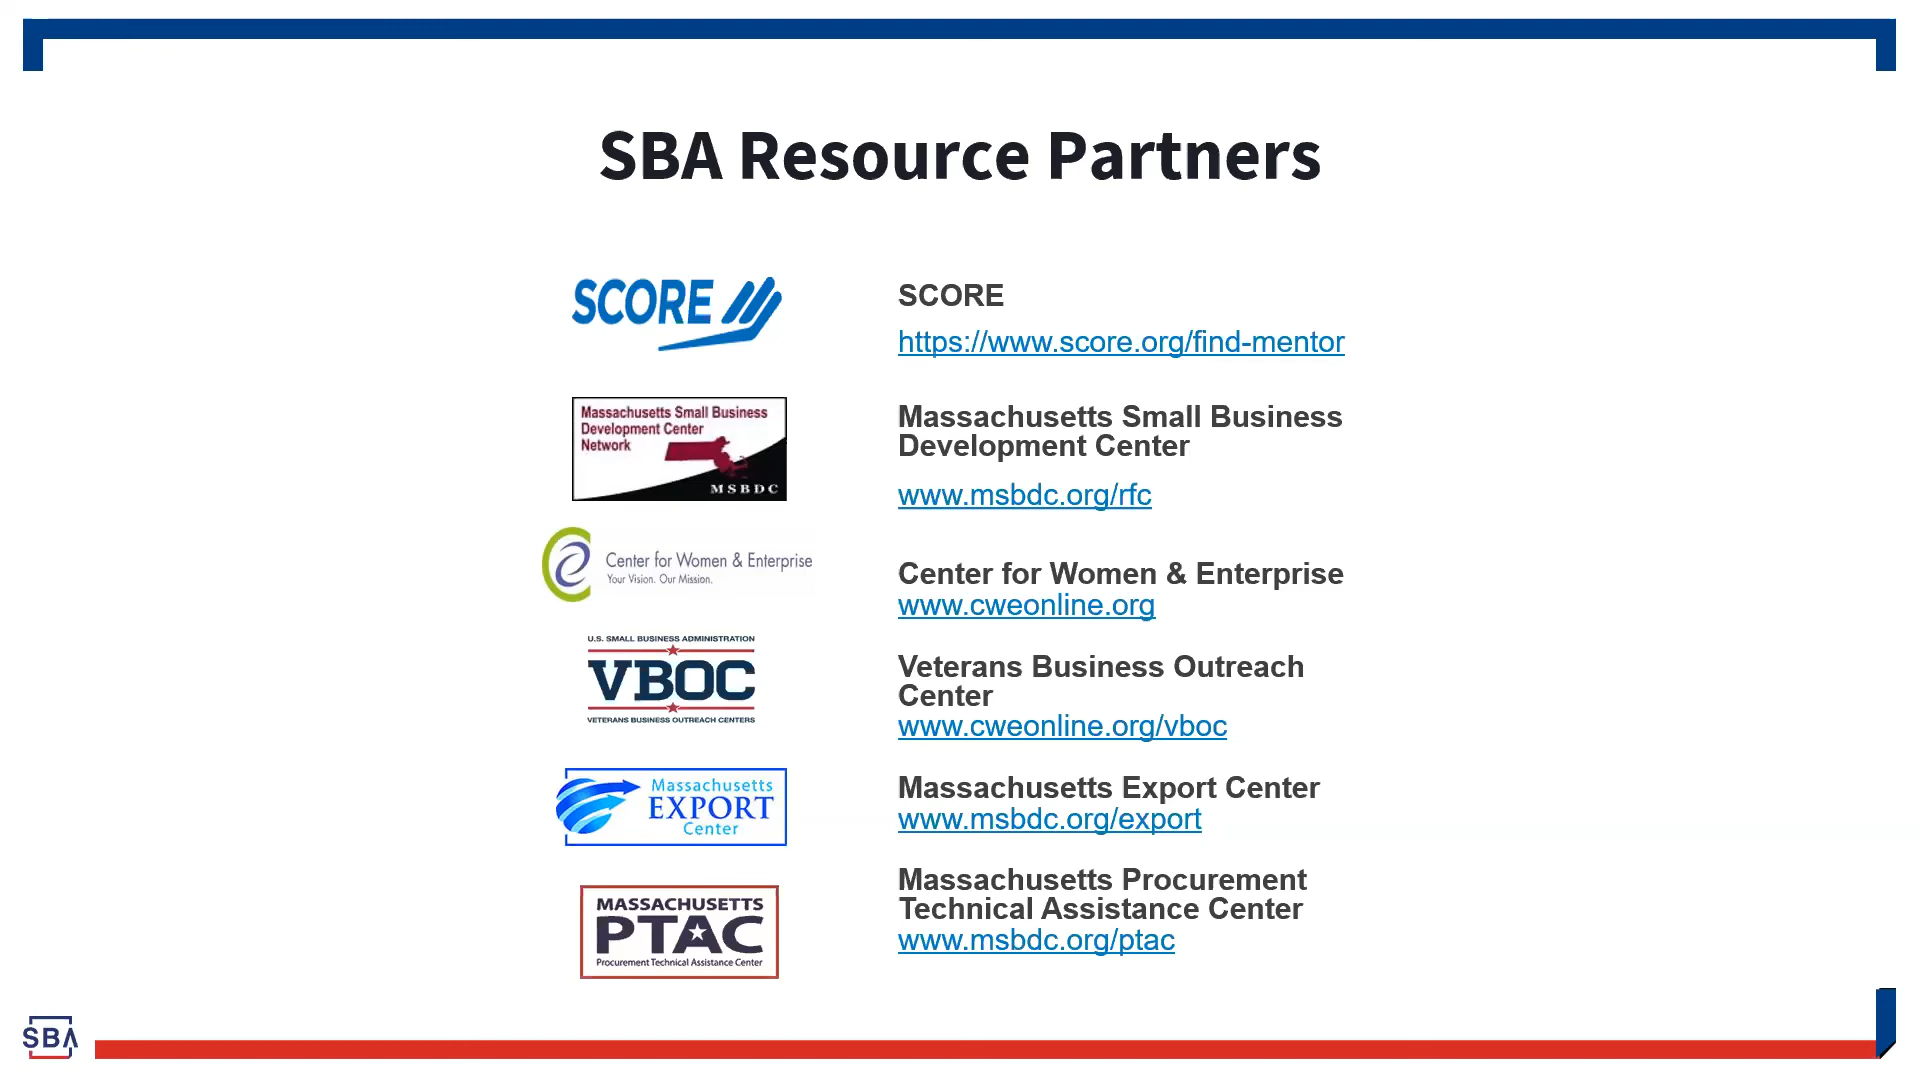 SBA Resource Partners
SCORE
SCORE
https://www.score.org/find-mentor
Massachusetts Small Business
Development Center
Network
MSBDC
Massachusetts Small Business
Development Center
www.msbdc.org/rfc
Center for Women & Enterprise
Your Vision. Our Mission.
Center for Women & Enterprise
www.cweonline.org
U.S. SMALL BUSINESS ADMINISTRATION
VBOC
VETERANS BUSINESS OUTREACH CENTERS
Veterans Business Outreach
Center
www.cweonline.org/vboc
Massachusetts
EXPORT
Center
Massachusetts Export Center
www.msbdc.org/export
MASSACHUSETTS
PTAC
Procurement Technical Assistance Center
Massachusetts Procurement
Technical Assistance Center
www.msbdc.org/ptac
SBA